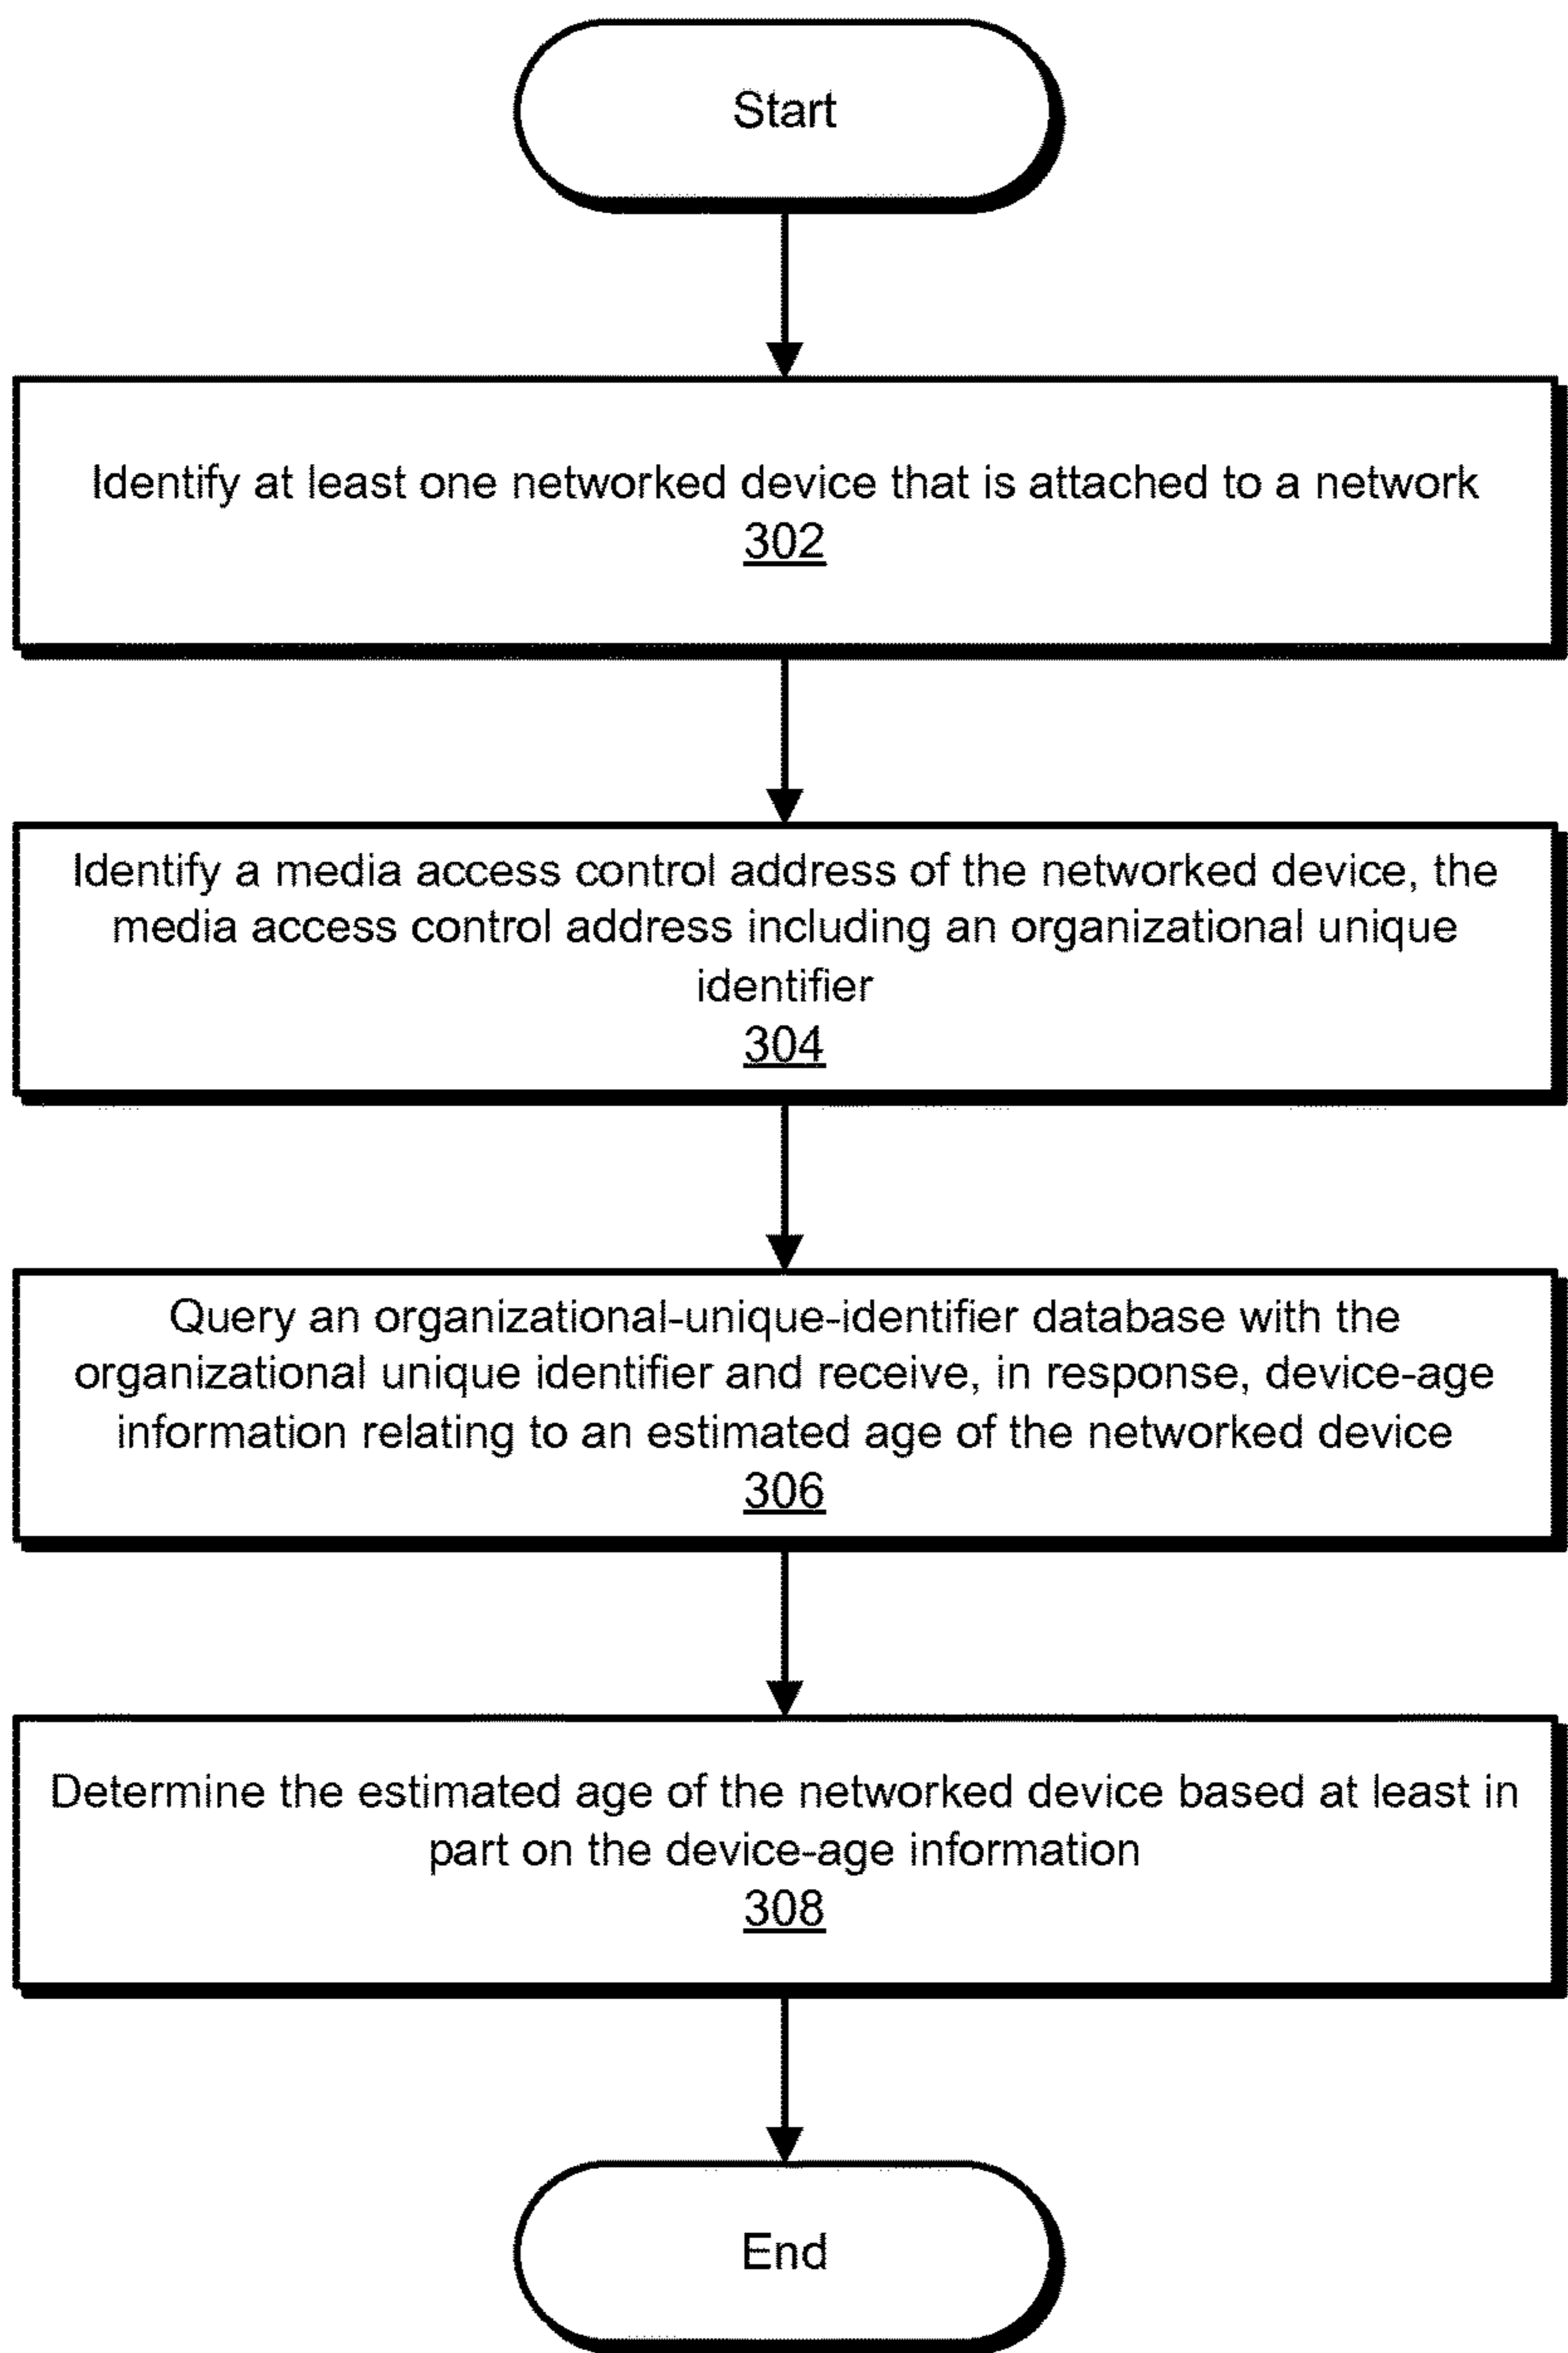 Start
Identify at least one networked device that is attached to a network
302
Identify a media access control address of the networked device, the
media access control address including an organizational unique
identifier
304
Query an organizational-unique-identifier database with the
organizational unique identifier and receive, in response, device-age
information relating to an estimated age of the networked device
306
Determine the estimated age of the networked device based at least in
part on the device-age information
308
End